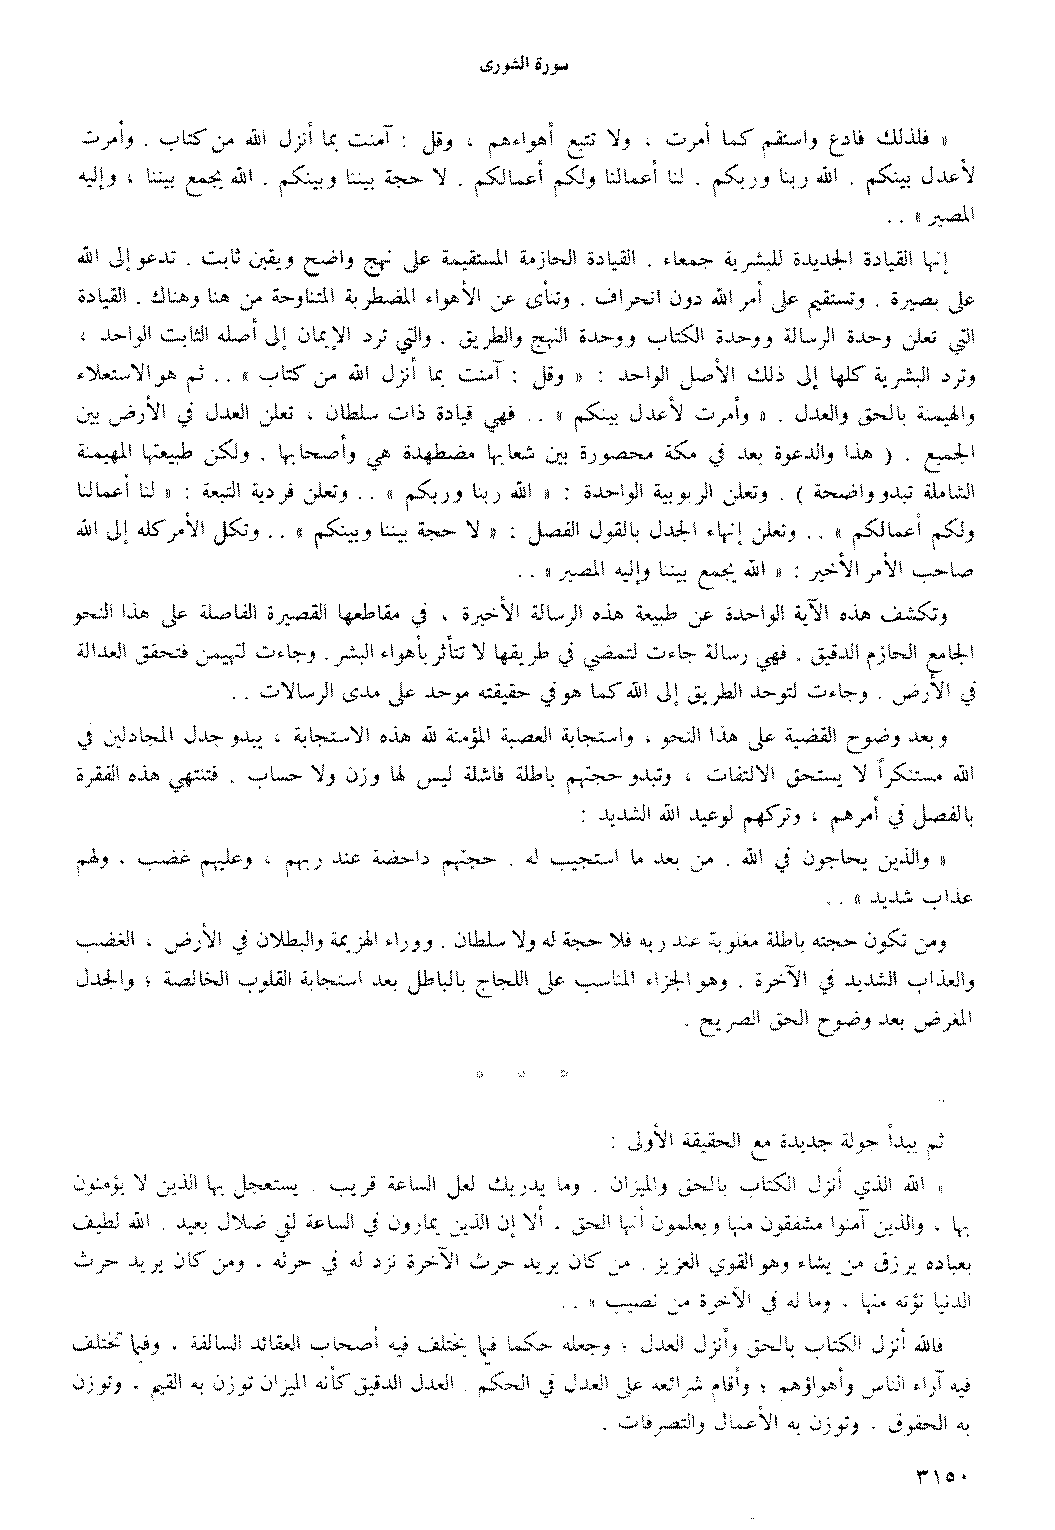 سورة الشورى
« فلذلك فادع واستقم كما أمرت ، ولا تتبع أهواءهم ، وقل : آمنت بما أنزل الله من كتاب . وأمرت
لأعدل بينكم . الله ربنا وربكم . لنا أعمالنا ولكم أعمالكم . لا حجة بيننا وبينكم . الله يجمع بيننا ، وإليه
المصير » . .
إنها القيادة الجديدة للبشرية جمعاء . القيادة الحازمة المستقيمة على نهج واضح ويقين ثابت . تدعو إلى الله
على بصيرة . وتستقيم على أمر الله دون انحراف . وتنأى عن الأهواء المضطربة المتناوحة من هنا وهناك . القيادة
التي تعلن وحدة الرسالة ووحدة الكتاب ووحدة النهج والطريق . والتي ترد الإيمان إلى أصله الثابت الواحد ،
وترد البشرية كلها إلى ذلك الأصل الواحد : « وقل : آمنت بما أنزل الله من كتاب » . . ثم هو الاستعلاء
والهيمنة بالحق والعدل . « وأمرت لأعدل بينكم » . . فهي قيادة ذات سلطان ، تعلن العدل في الأرض بين
الجميع . ( هذا والدعوة بعد في مكة محصورة بين شعابها مضطهدة هي وأصحابها . ولكن طبيعتها المهيمنة
الشاملة تبدو واضحة ) . وتعلن الربوبية الواحدة : « الله ربنا وربكم » . . وتعلن فردية التبعة : « لنا أعمالنا
ولكم أعمالكم » . . وتعلن إنهاء الجدل بالقول الفصل : « لا حجة بيننا وبينكم » . . وتكل الأمر كله إلى الله
صاحب الأمر الأخير : « الله يجمع بيننا وإليه المصير » . .
وتكشف هذه الآية الواحدة عن طبيعة هذه الرسالة الأخيرة ، في مقاطعها القصيرة الفاصلة على هذا النحو
الجامع الحازم الدقيق . فهي رسالة جاءت لتمضي في طريقها لا تتأثر بأهواء البشر . وجاءت لتهيمن فتحقق العدالة
في الأرض . وجاءت لتوحد الطريق إلى الله كما هو في حقيقته موحد على مدى الرسالات . .
وبعد وضوح القضية على هذا النحو ، واستجابة العصبة المؤمنة لله هذه الاستجابة ، يبدو جدل المجادلين في
الله مستنكراً لا يستحق الالتفات ، وتبدو حجتهم باطلة فاشلة ليس لها وزن ولا حساب . فتنتهي هذه الفقرة
بالفصل في أمرهم ، وتركهم لوعيد الله الشديد :
« والذين يحاجون في الله . من بعد ما استجيب له . حجتهم داحضة عند ربهم ، وعليهم غضب ، ولهم
عذاب شديد » . .
ومن تكون حجته باطلة مغلوبة عند ربه فلا حجة له ولا سلطان . ووراء الهزيمة والبطلان في الأرض ، الغضب
والعذاب الشديد في الآخرة . وهو الجزاء المناسب على اللجاج بالباطل بعد استجابة القلوب الخالصة ؛ والجدل
المغرض بعد وضوح الحق الصريح .
* * *
ثم يبدأ جولة جديدة مع الحقيقة الأولى :
« الله الذي أنزل الكتاب بالحق والميزان . وما يدريك لعل الساعة قريب . يستعجل بها الذين لا يؤمنون
بها ، والذين آمنوا مشفقون منها ويعلمون أنها الحق . ألا إن الذين يمارون في الساعة لفي ضلال بعيد . الله لطيف
بعباده يرزق من يشاء وهو القوي العزيز . من كان يريد حرث الآخرة نزد له في حرثه . ومن كان يريد حرث
الدنيا نؤته منها ، وما له في الآخرة من نصيب » . .
فالله أنزل الكتاب بالحق وأنزل العدل ؛ وجعله حكما فيما يختلف فيه أصحاب العقائد السالفة ، وفيما تختلف
فيه آراء الناس وأهواؤهم ؛ وأقام شرائعه على العدل في الحكم . العدل الدقيق كأنه الميزان توزن به القيم ، وتوزن
به الحقوق ، وتوزن به الأعمال والتصرفات .
٣١٥٠